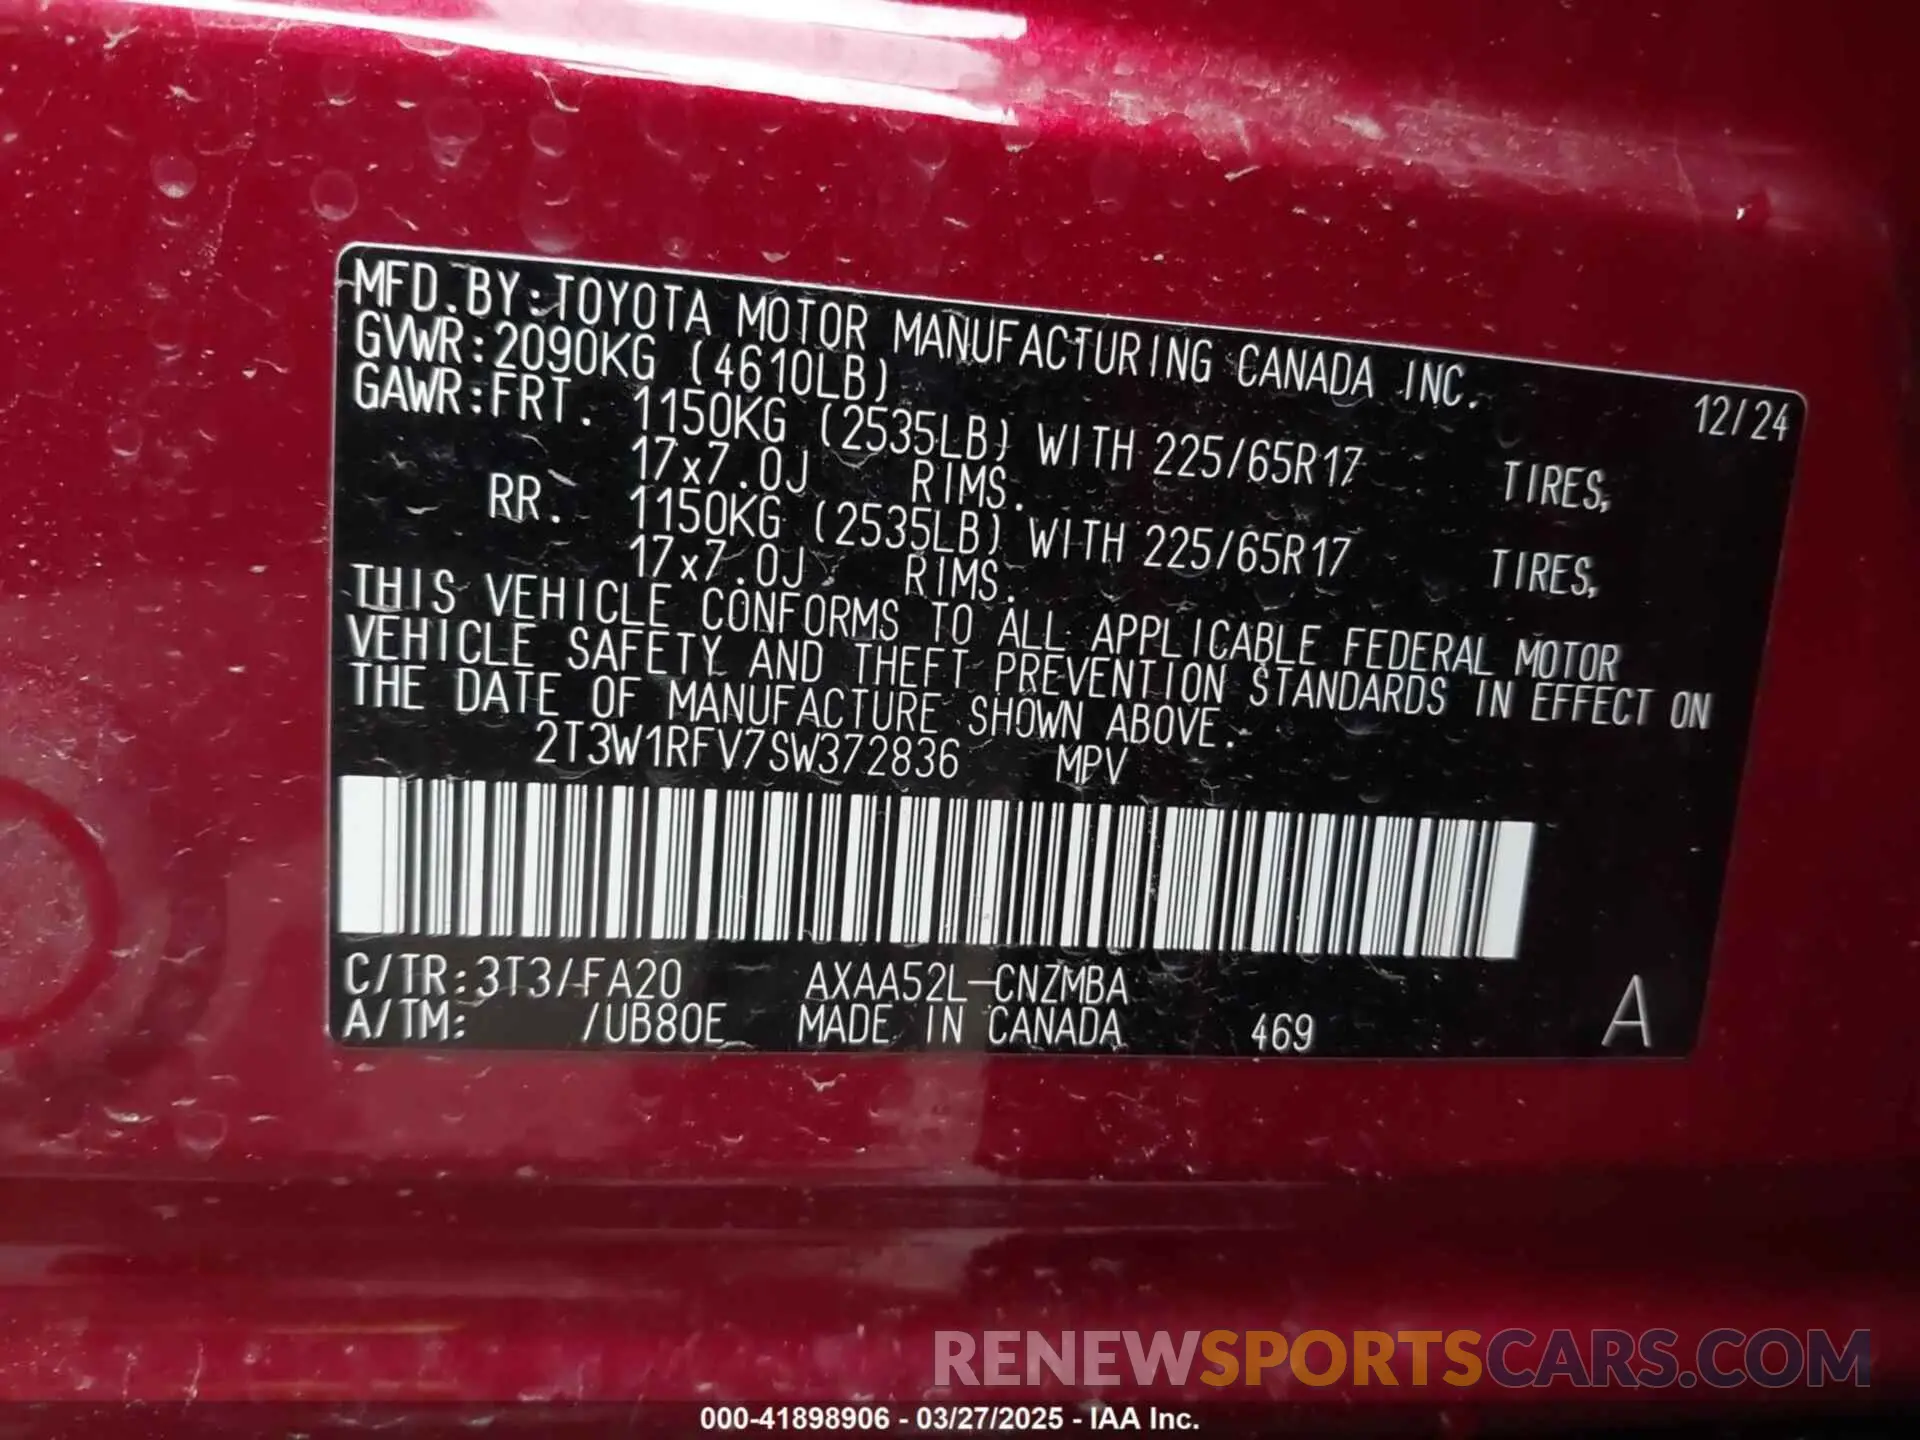 MFD.BY:TOYOTA MOTOR MANUFACTURING CANADA INC. 12/24
GVWR:2090KG (4610LB)
GAWR:FRT. 1150KG (2535LB) WITH 225/65R17 TIRES,
17x7.0J RIMS.
RR. 1150KG (2535LB) WITH 225/65R17 TIRES,
17x7.0J RIMS.
THIS VEHICLE CONFORMS TO ALL APPLICABLE FEDERAL MOTOR
VEHICLE SAFETY AND THEFT PREVENTION STANDARDS IN EFFECT ON
THE DATE OF MANUFACTURE SHOWN ABOVE.
2T3W1RFV7SW372836 MPV
C/TR:3T3/FA20 AXAA52L-CNZMBA
A/TM: /UB80E MADE IN CANADA 469 A
RENEWSPORTSCARS.COM
000-41898906 - 03/27/2025 - IAA Inc.